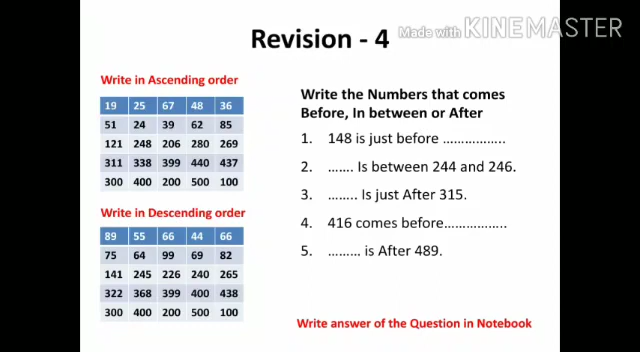 Revision - 4
Made with KINEMASTER
Write in Ascending order
19 25 67 48 36
51 24 39 62 85
121 248 206 280 269
311 338 399 440 437
300 400 200 500 100
Write in Descending order
89 55 66 44 66
75 64 99 69 82
141 245 226 240 265
322 368 399 400 438
300 400 200 500 100
Write the Numbers that comes
Before, In between or After
1. 148 is just before ……………..
2. ……. Is between 244 and 246.
3. …….. Is just After 315.
4. 416 comes before……………..
5. ……… is After 489.
Write answer of the Question in Notebook